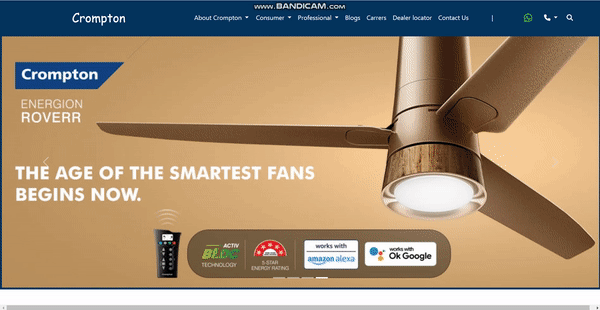 www.BANDICAM.com
Crompton
About Crompton Consumer Professional Blogs Carrers Dealer locator Contact Us |
Crompton
ENERGION
ROVERR
THE AGE OF THE SMARTEST FANS
BEGINS NOW.
ACTIV
BLDC
TECHNOLOGY
5-STAR
ENERGY RATING
works with
amazon alexa
works with
Ok Google